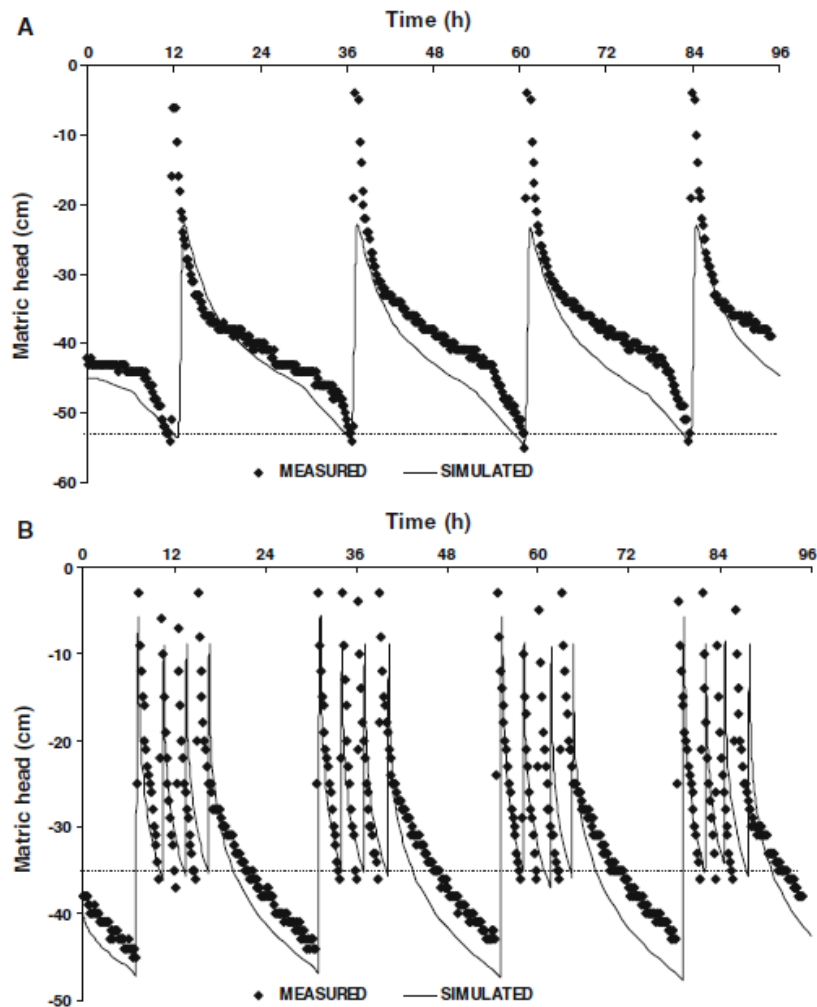 A
Time (h)
0 12 24 36 48 60 72 84 96
0
-10
-20
-30
-40
-50
-60
Matric head (cm)
MEASURED SIMULATED
B
Time (h)
0 12 24 36 48 60 72 84 96
0
-10
-20
-30
-40
-50
Matric head (cm)
MEASURED SIMULATED